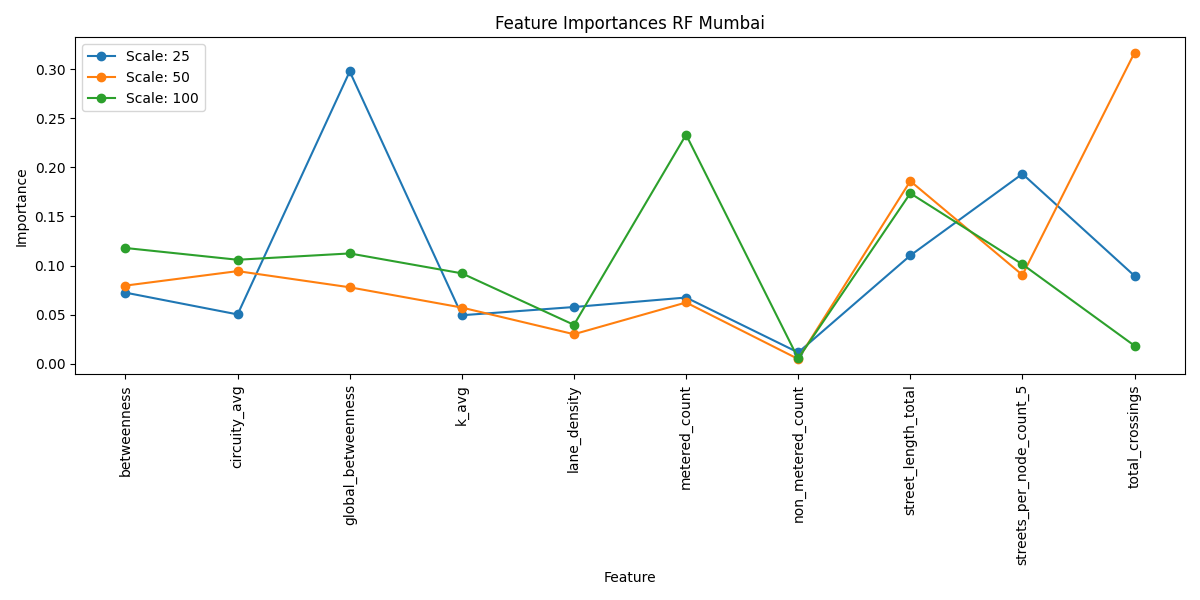 Feature Importances RF Mumbai
Scale: 25
Scale: 50
Scale: 100
Importance
0.30
0.25
0.20
0.15
0.10
0.05
0.00
betweenness
circuity_avg
global_betweenness
k_avg
lane_density
metered_count
non_metered_count
street_length_total
streets_per_node_count_5
total_crossings
Feature